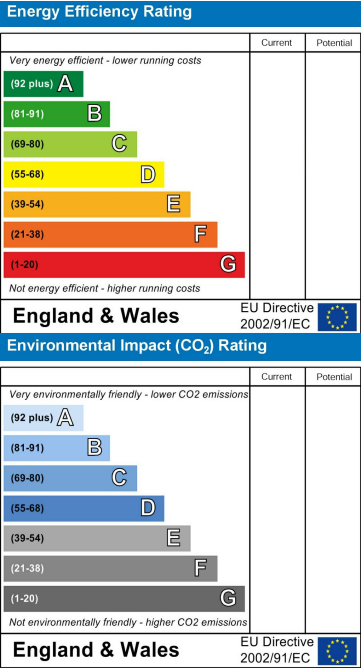 Energy Efficiency Rating
Current Potential
Very energy efficient - lower running costs
(92 plus) A
(81-91) B
(69-80) C
(55-68) D
(39-54) E
(21-38) F
(1-20) G
Not energy efficient - higher running costs
England & Wales EU Directive 2002/91/EC
Environmental Impact (CO₂) Rating
Current Potential
Very environmentally friendly - lower CO2 emissions
(92 plus) A
(81-91) B
(69-80) C
(55-68) D
(39-54) E
(21-38) F
(1-20) G
Not environmentally friendly - higher CO2 emissions
England & Wales EU Directive 2002/91/EC